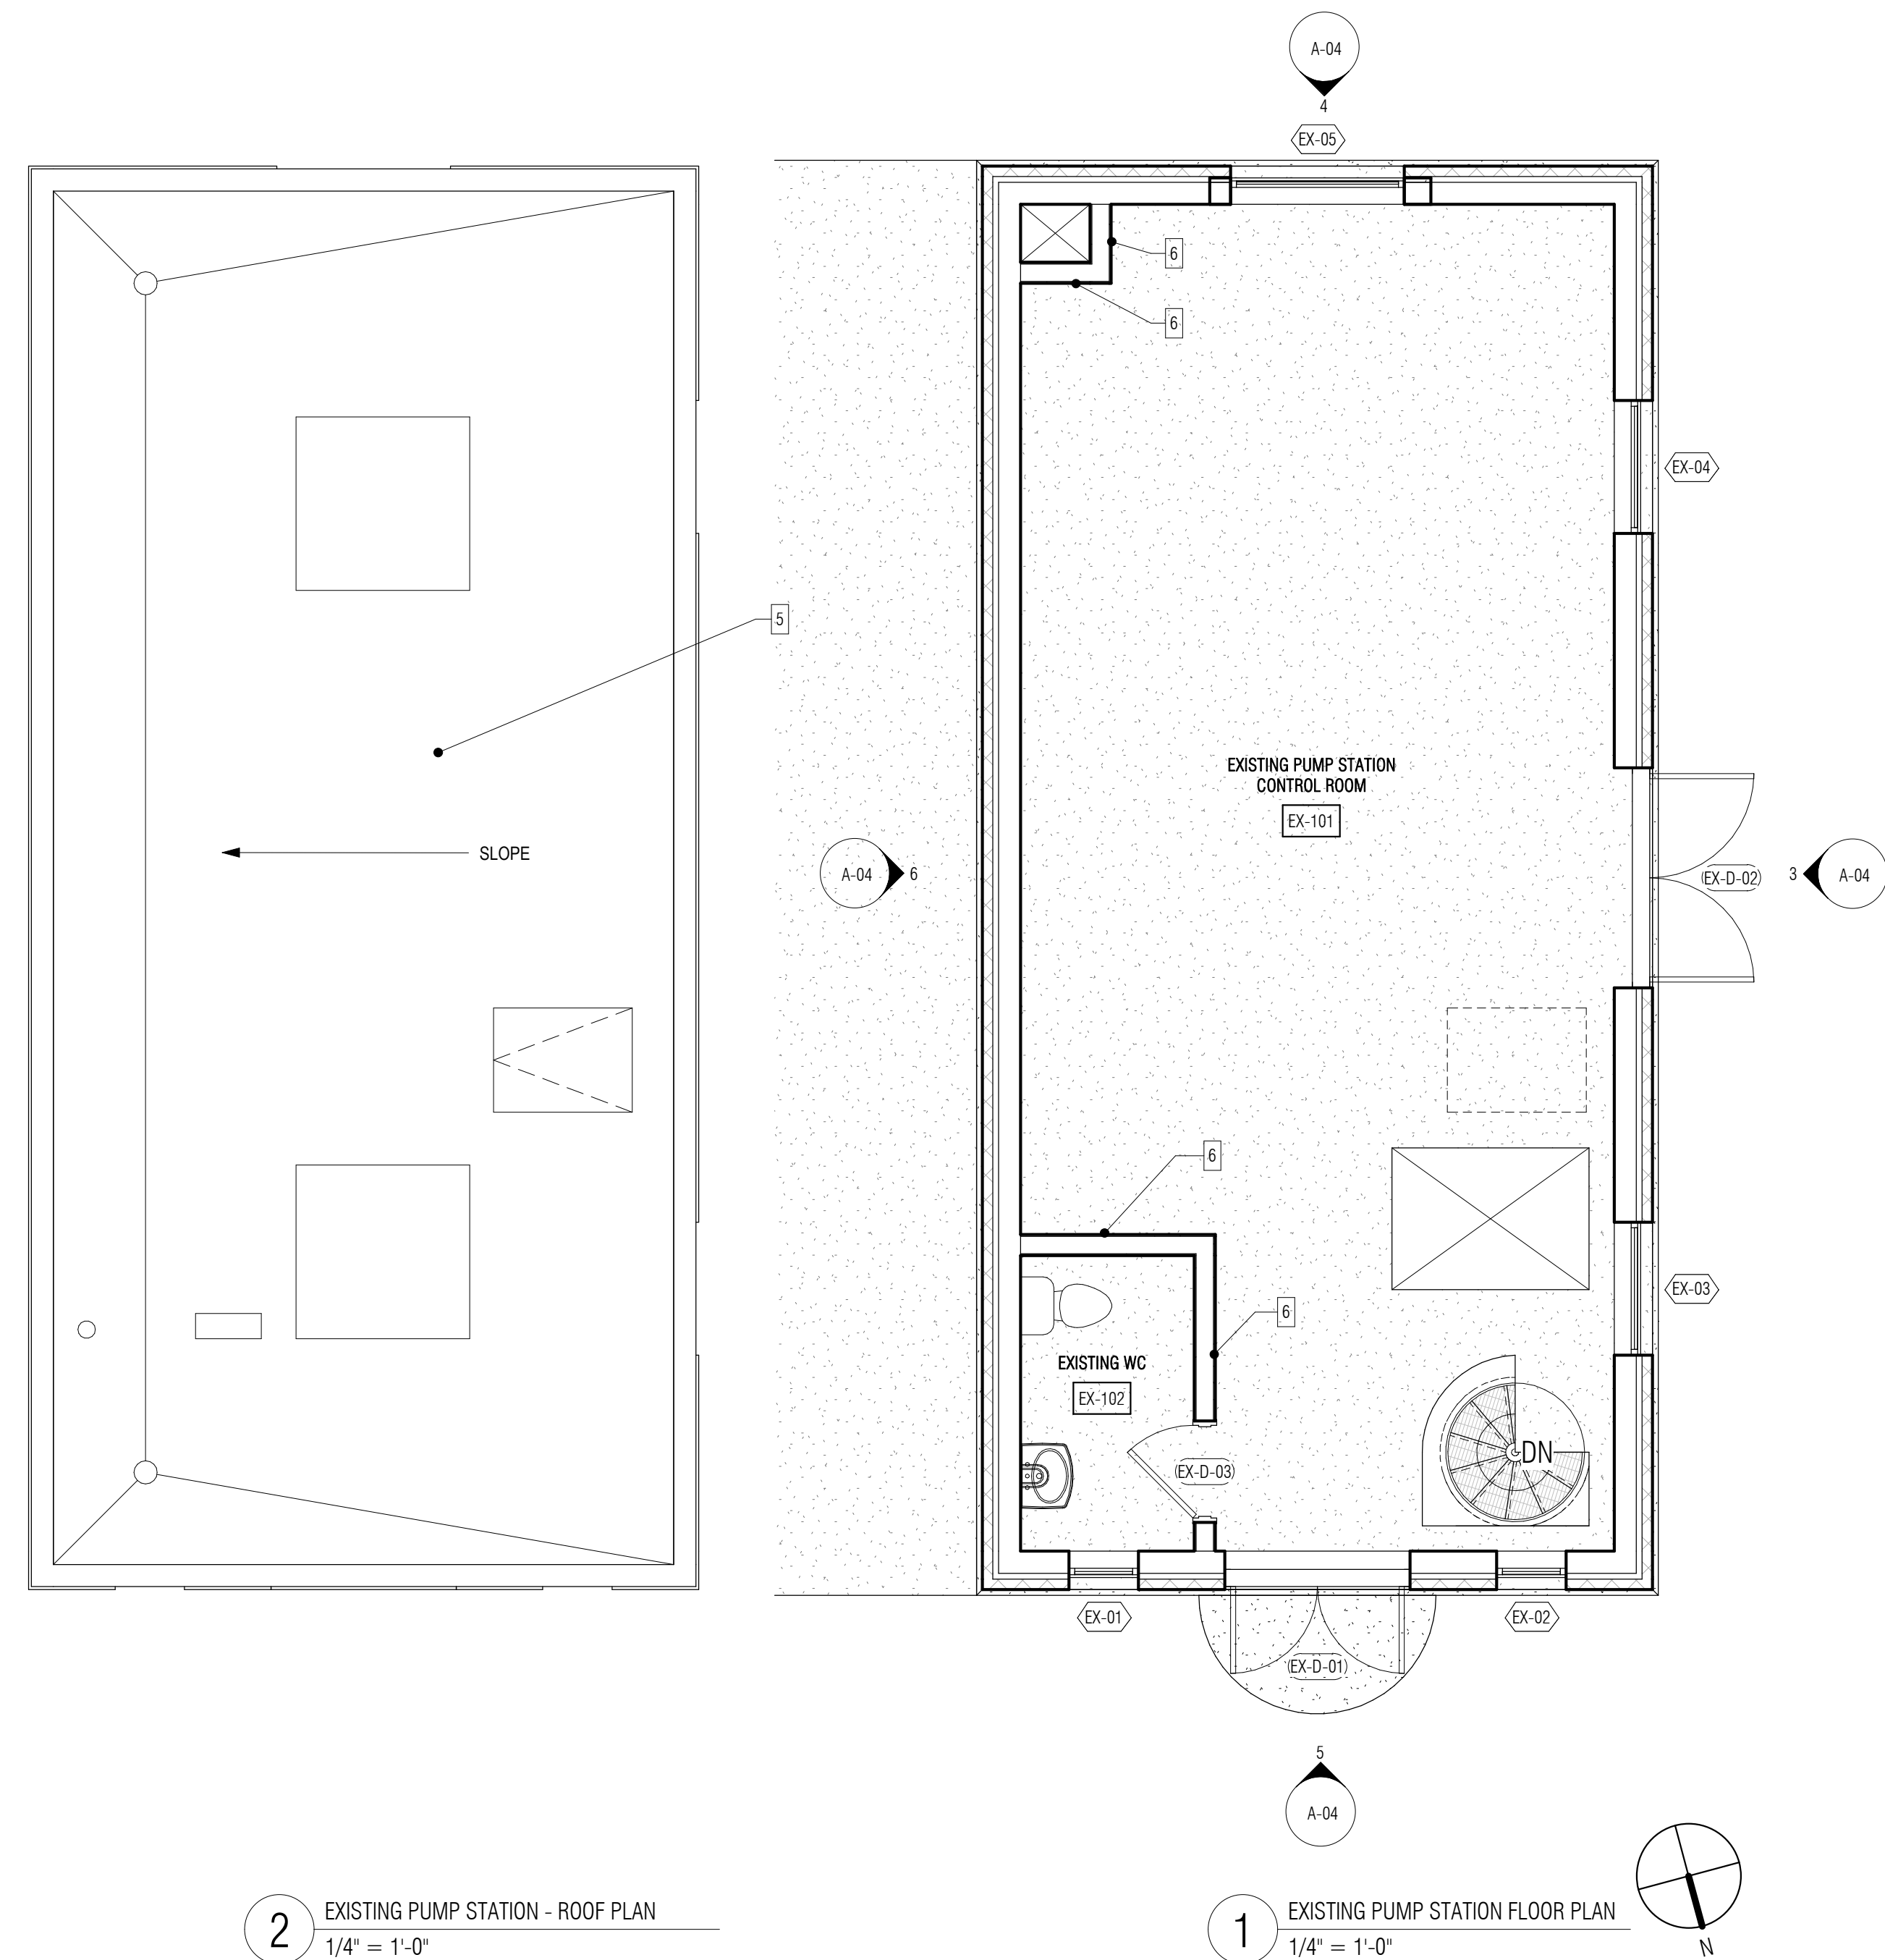 A-04
4
EX-05
6
6
EX-04
5
EXISTING PUMP STATION
CONTROL ROOM
EX-101
SLOPE
A-04
6
(EX-D-02)
3
A-04
6
EX-03
6
EXISTING WC
EX-102
DN
(EX-D-03)
EX-01
EX-02
(EX-D-01)
5
A-04
2
EXISTING PUMP STATION - ROOF PLAN
1/4" = 1'-0"
1
EXISTING PUMP STATION FLOOR PLAN
1/4" = 1'-0"
N